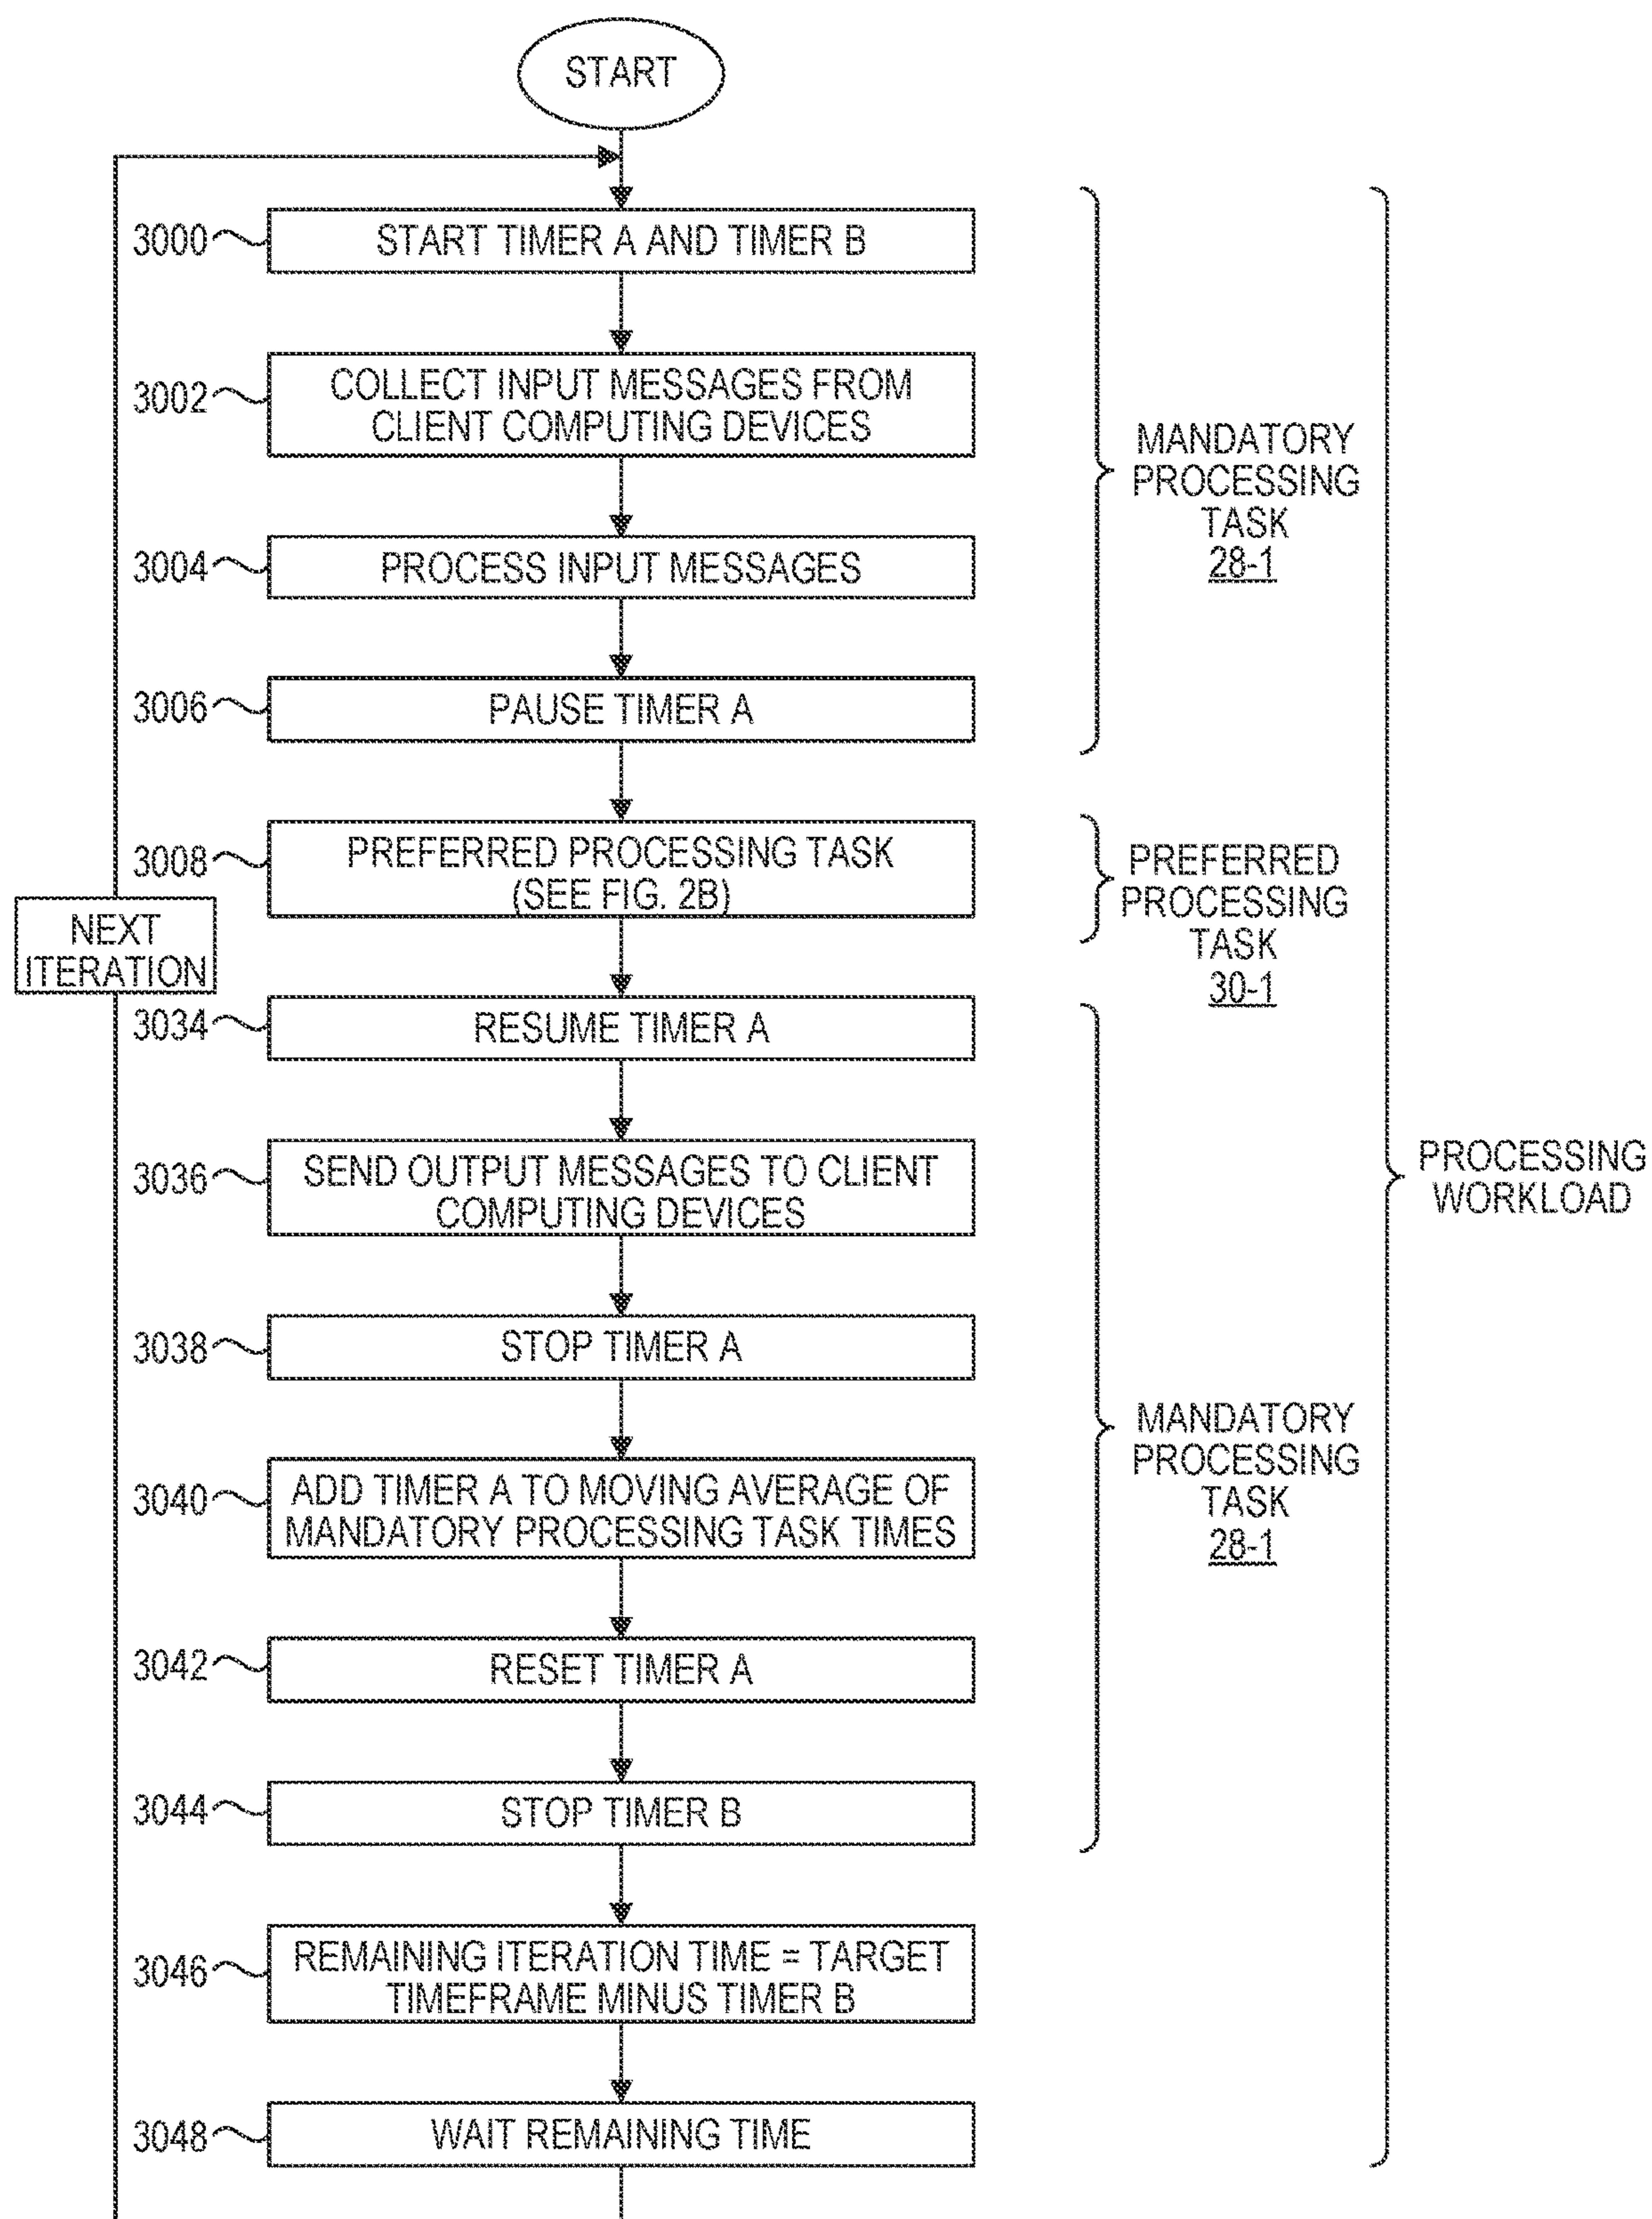 START
3000
START TIMER A AND TIMER B
3002
COLLECT INPUT MESSAGES FROM
CLIENT COMPUTING DEVICES
3004
PROCESS INPUT MESSAGES
3006
PAUSE TIMER A
MANDATORY
PROCESSING
TASK
28-1
3008
PREFERRED PROCESSING TASK
(SEE FIG. 2B)
PREFERRED
PROCESSING
TASK
30-1
NEXT
ITERATION
3034
RESUME TIMER A
3036
SEND OUTPUT MESSAGES TO CLIENT
COMPUTING DEVICES
PROCESSING
WORKLOAD
3038
STOP TIMER A
3040
ADD TIMER A TO MOVING AVERAGE OF
MANDATORY PROCESSING TASK TIMES
MANDATORY
PROCESSING
TASK
28-1
3042
RESET TIMER A
3044
STOP TIMER B
3046
REMAINING ITERATION TIME = TARGET
TIMEFRAME MINUS TIMER B
3048
WAIT REMAINING TIME